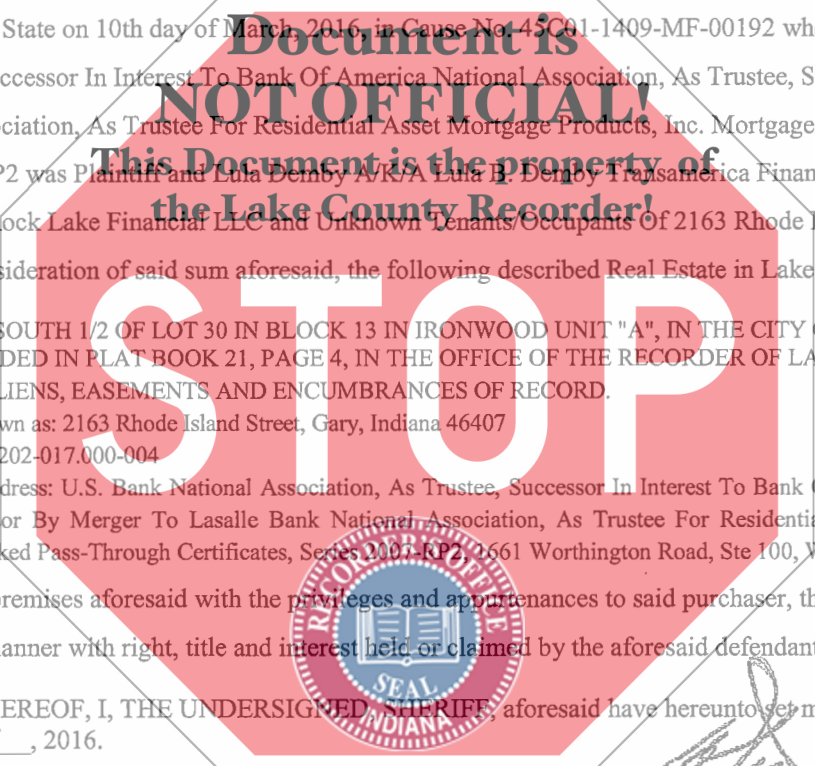 State on 10th day of March, 2016, in Cause No. 45C01-1409-MF-00192
Document is
ccessor In Interest To Bank Of America National Association, As Trustee, S
NOT OFFICIAL!
ciation, As Trustee For Residential Asset Mortgage Products, Inc. Mortgage
This Document is the property of
P2 was Plaintiff and Lula Demby A/K/A Lula B. Demby Transamerica Finan
the Lake County Recorder!
lock Lake Financial LLC and Unknown Tenants/Occupants Of 2163 Rhode
sideration of said sum aforesaid, the following described Real Estate in Lake
STOP
SOUTH 1/2 OF LOT 30 IN BLOCK 13 IN IRONWOOD UNIT "A", IN THE CITY
DED IN PLAT BOOK 21, PAGE 4, IN THE OFFICE OF THE RECORDER OF LA
LIENS, EASEMENTS AND ENCUMBRANCES OF RECORD.
wn as: 2163 Rhode Island Street, Gary, Indiana 46407
202-017.000-004
dress: U.S. Bank National Association, As Trustee, Successor In Interest To Bank
or By Merger To Lasalle Bank National Association, As Trustee For Residentia
ked Pass-Through Certificates, Series 2007-RP2, 1661 Worthington Road, Ste 100, W
RECORDER'S OFFICE
remises aforesaid with the privileges and appurtenances to said purchaser, th
anner with right, title and interest held or claimed by the aforesaid defendant
SEAL
INDIANA
EREOF, I, THE UNDERSIGNED, SHERIFF, aforesaid have hereunto set m
, 2016.